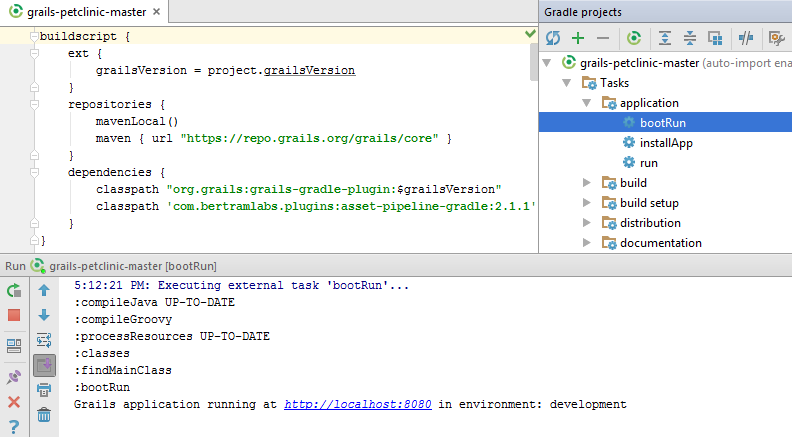 grails-petclinic-master
buildscript {
ext {
grailsVersion = project.grailsVersion
}
repositories {
mavenLocal()
maven { url "https://repo.grails.org/grails/core" }
}
dependencies {
classpath "org.grails:grails-gradle-plugin:$grailsVersion"
classpath 'com.bertramlabs.plugins:asset-pipeline-gradle:2.1.1'
}
}
Gradle projects
grails-petclinic-master (auto-import ena
Tasks
application
bootRun
installApp
run
build
build setup
distribution
documentation
Run grails-petclinic-master [bootRun]
5:12:21 PM: Executing external task 'bootRun'...
:compileJava UP-TO-DATE
:compileGroovy
:processResources UP-TO-DATE
:classes
:findMainClass
:bootRun
Grails application running at http://localhost:8080 in environment: development